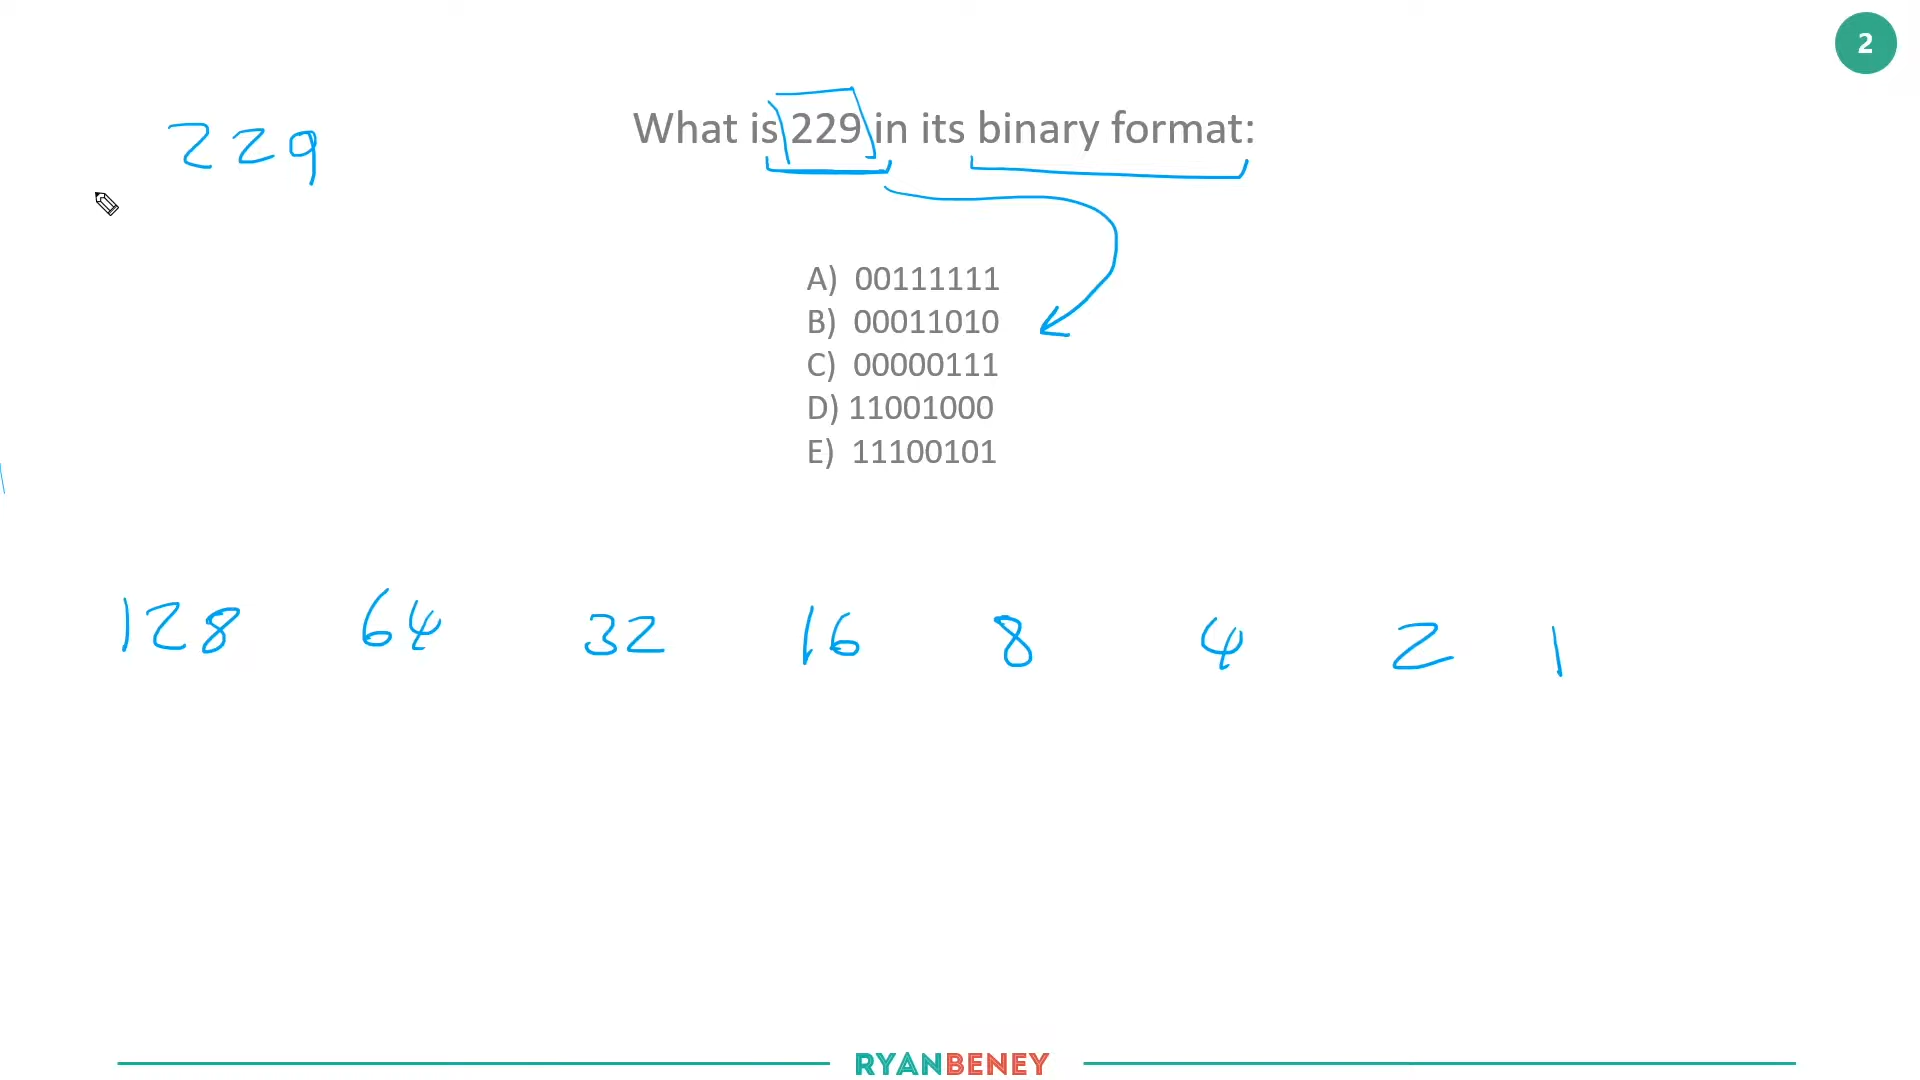 2
What is 229 in its binary format:
229
A) 00111111
B) 00011010
C) 00000111
D) 11001000
E) 11100101
128 64 32 16 8 4 2 1
RYANBENEY